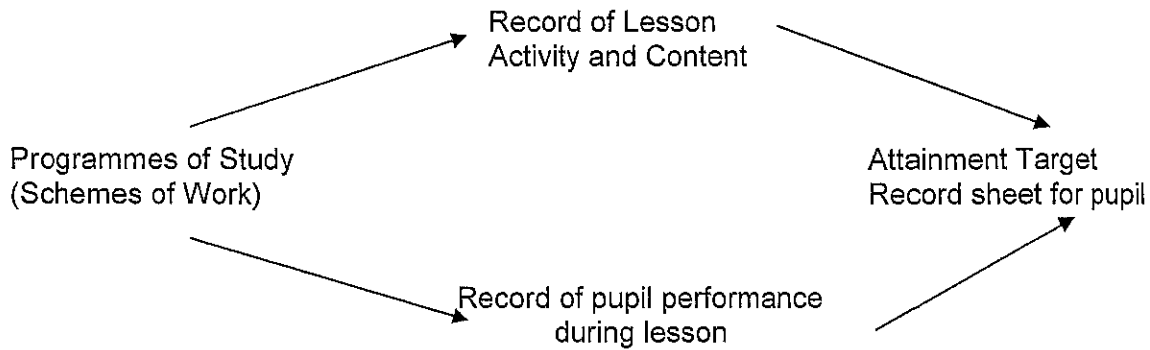 Record of Lesson
Activity and Content
Programmes of Study
(Schemes of Work)
Attainment Target
Record sheet for pupil
Record of pupil performance
during lesson